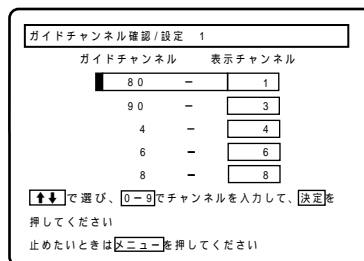 ガイドチャンネル確認/設定 1
ガイドチャンネル 表示チャンネル
80 － 1
90 － 3
4 － 4
6 － 6
8 － 8
↑↓で選び、0－9でチャンネルを入力して、決定を
押してください
止めたいときはメニューを押してください